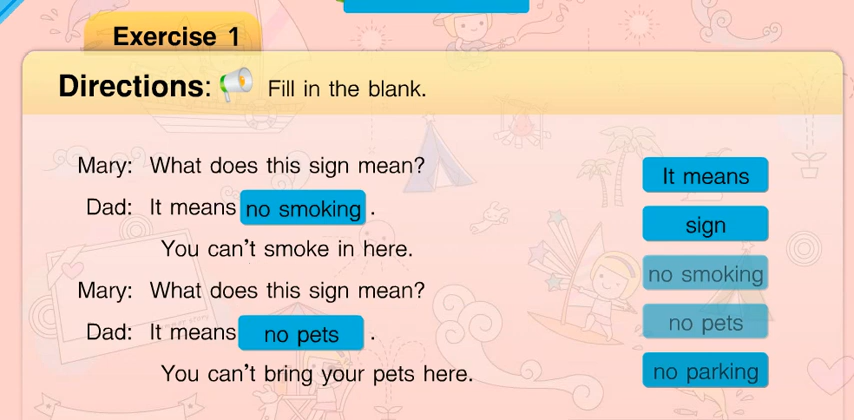 Exercise 1
Directions: Fill in the blank.
Mary: What does this sign mean?
Dad: It means no smoking .
You can't smoke in here.
Mary: What does this sign mean?
Dad: It means no pets .
You can't bring your pets here.
It means
sign
no smoking
no pets
no parking